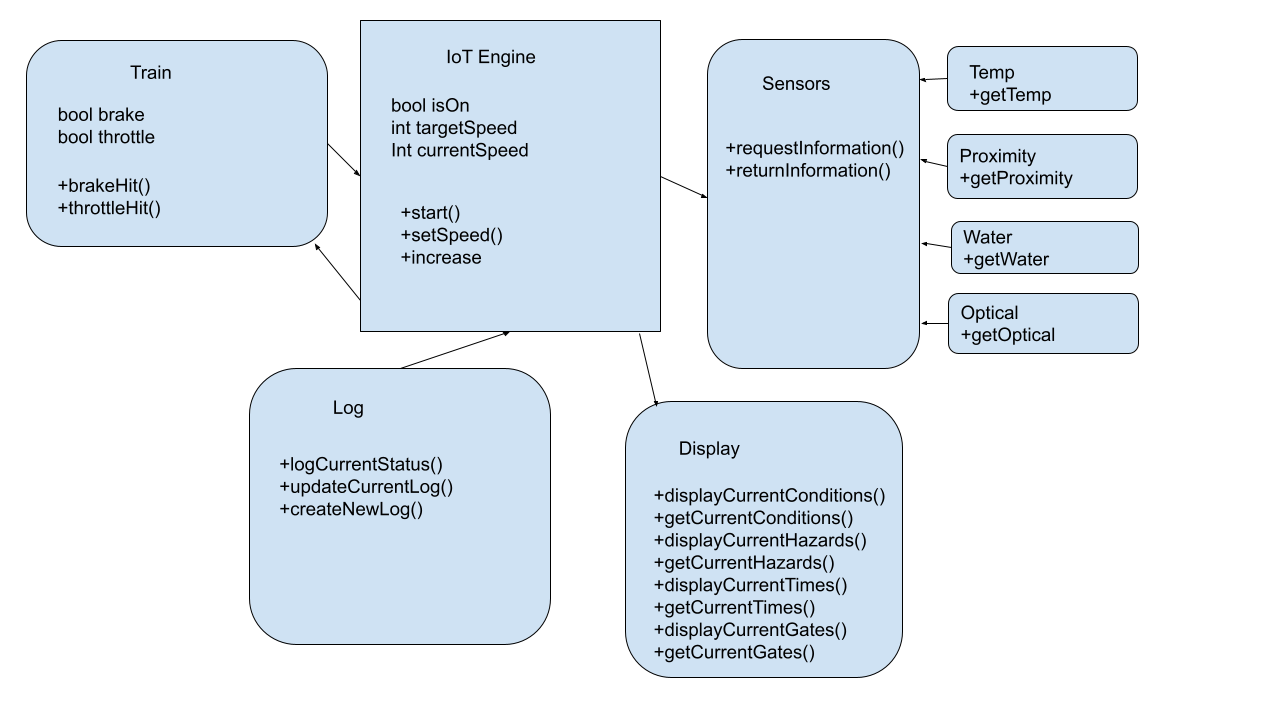 Train
bool brake
bool throttle
+brakeHit()
+throttleHit()
IoT Engine
bool isOn
int targetSpeed
Int currentSpeed
+start()
+setSpeed()
+increase
Sensors
+requestInformation()
+returnInformation()
Temp
+getTemp
Proximity
+getProximity
Water
+getWater
Optical
+getOptical
Log
+logCurrentStatus()
+updateCurrentLog()
+createNewLog()
Display
+displayCurrentConditions()
+getCurrentConditions()
+displayCurrentHazards()
+getCurrentHazards()
+displayCurrentTimes()
+getCurrentTimes()
+displayCurrentGates()
+getCurrentGates()